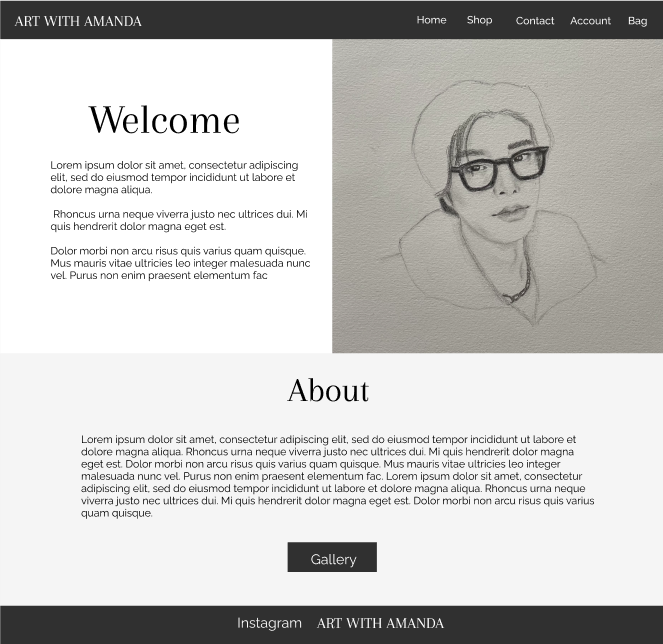 ART WITH AMANDA
Home Shop Contact Account Bag
Welcome
Lorem ipsum dolor sit amet, consectetur adipiscing
elit, sed do eiusmod tempor incididunt ut labore et
dolore magna aliqua.
Rhoncus urna neque viverra justo nec ultrices dui. Mi
quis hendrerit dolor magna eget est.
Dolor morbi non arcu risus quis varius quam quisque.
Mus mauris vitae ultricies leo integer malesuada nunc
vel. Purus non enim praesent elementum fac
About
Lorem ipsum dolor sit amet, consectetur adipiscing elit, sed do eiusmod tempor incididunt ut labore et
dolore magna aliqua. Rhoncus urna neque viverra justo nec ultrices dui. Mi quis hendrerit dolor magna
eget est. Dolor morbi non arcu risus quis varius quam quisque. Mus mauris vitae ultricies leo integer
malesuada nunc vel. Purus non enim praesent elementum fac. Lorem ipsum dolor sit amet, consectetur
adipiscing elit, sed do eiusmod tempor incididunt ut labore et dolore magna aliqua. Rhoncus urna neque
viverra justo nec ultrices dui. Mi quis hendrerit dolor magna eget est. Dolor morbi non arcu risus quis varius
quam quisque.
Gallery
Instagram ART WITH AMANDA